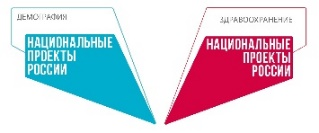 ДЕМОГРАФИЯ
НАЦИОНАЛЬНЫЕ
ПРОЕКТЫ
РОССИИ
ЗДРАВООХРАНЕНИЕ
НАЦИОНАЛЬНЫЕ
ПРОЕКТЫ
РОССИИ